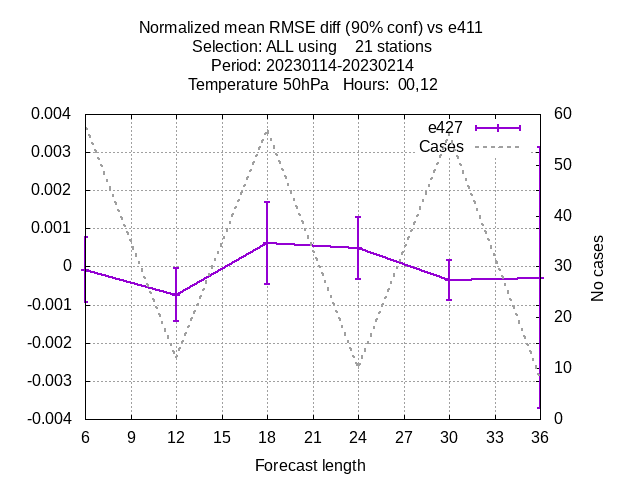 Normalized mean RMSE diff (90% conf) vs e411
Selection: ALL using    21 stations
Period: 20230114-20230214
Temperature 50hPa   Hours:  00,12
e427
Cases
0.004
0.003
0.002
0.001
0
-0.001
-0.002
-0.003
-0.004
60
50
40
30
20
10
0
No cases
6 9 12 15 18 21 24 27 30 33 36
Forecast length